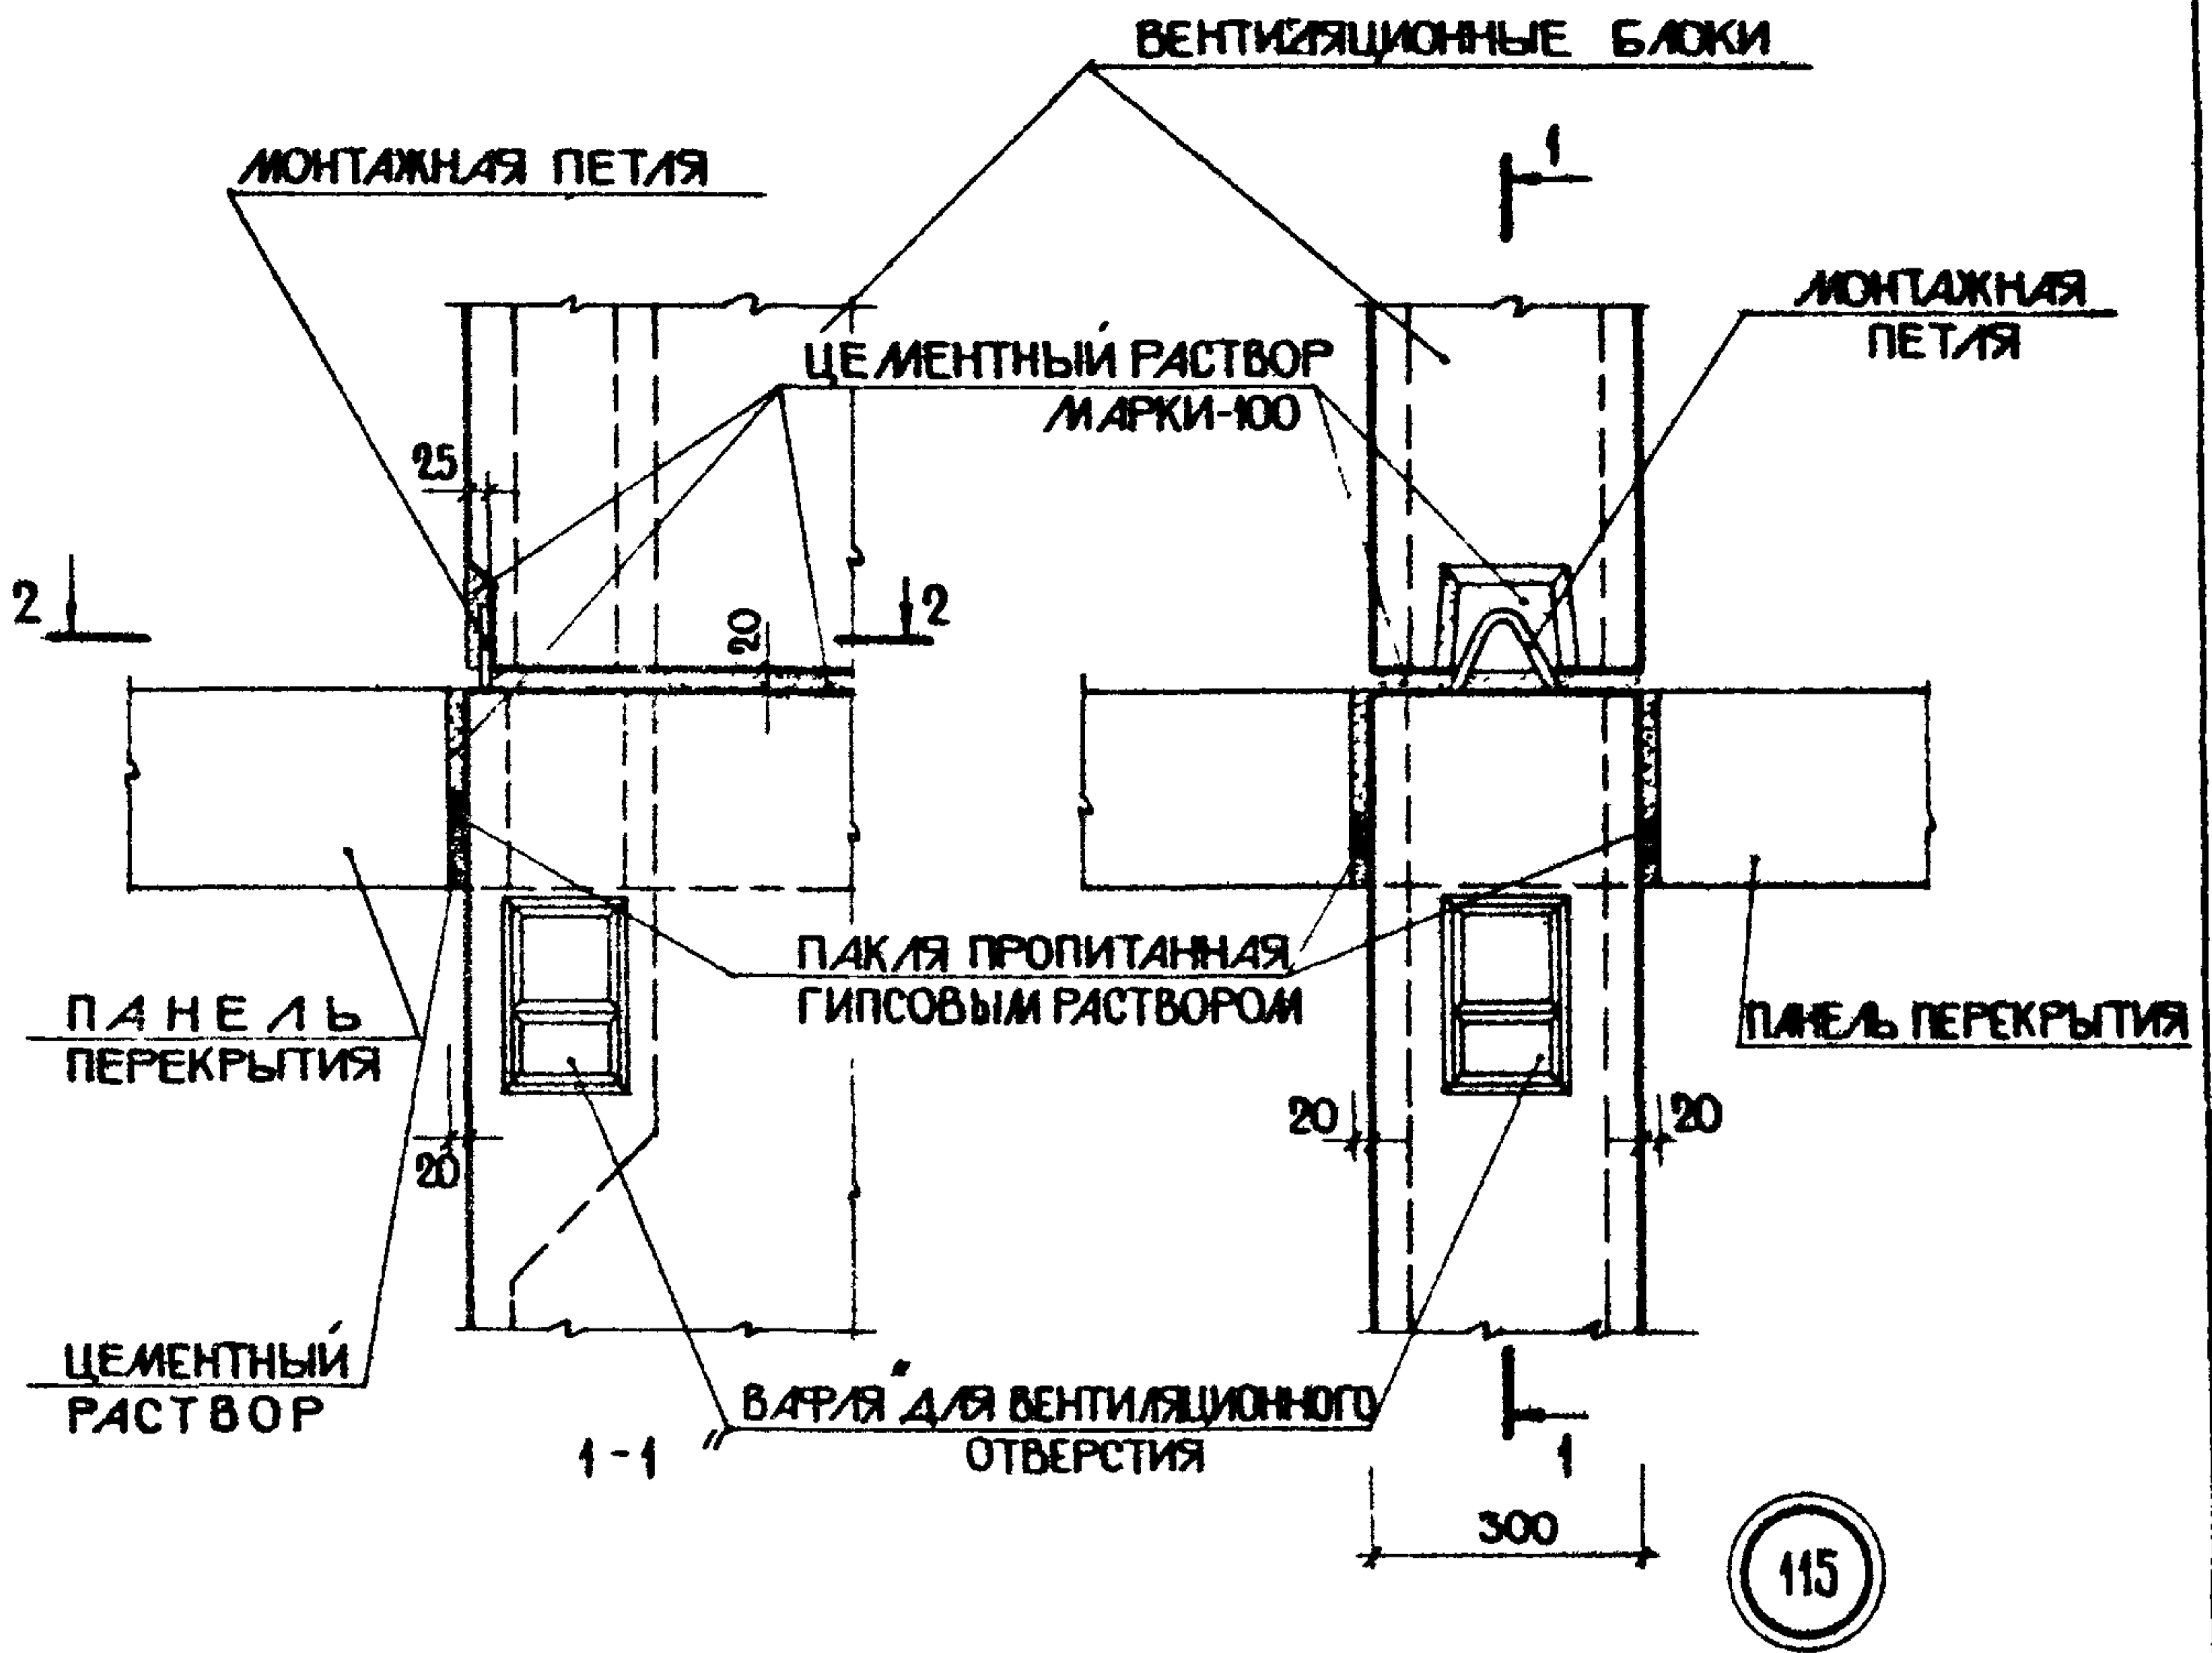 ВЕНТИЛЯЦИОННЫЕ БЛОКИ
МОНТАЖНАЯ ПЕТЛЯ
1
МОНТАЖНАЯ
ПЕТЛЯ
ЦЕМЕНТНЫЙ РАСТВОР
МАРКИ-100
25
2
2
20
ПАКЛЯ ПРОПИТАННАЯ
ГИПСОВЫМ РАСТВОРОМ
ПАНЕЛЬ
ПЕРЕКРЫТИЯ
ПАНЕЛЬ ПЕРЕКРЫТИЯ
20
20
20
ЦЕМЕНТНЫЙ
РАСТВОР
„ВАФЛЯ“ ДЛЯ ВЕНТИЛЯЦИОННОГО
ОТВЕРСТИЯ
1-1
1
300
115